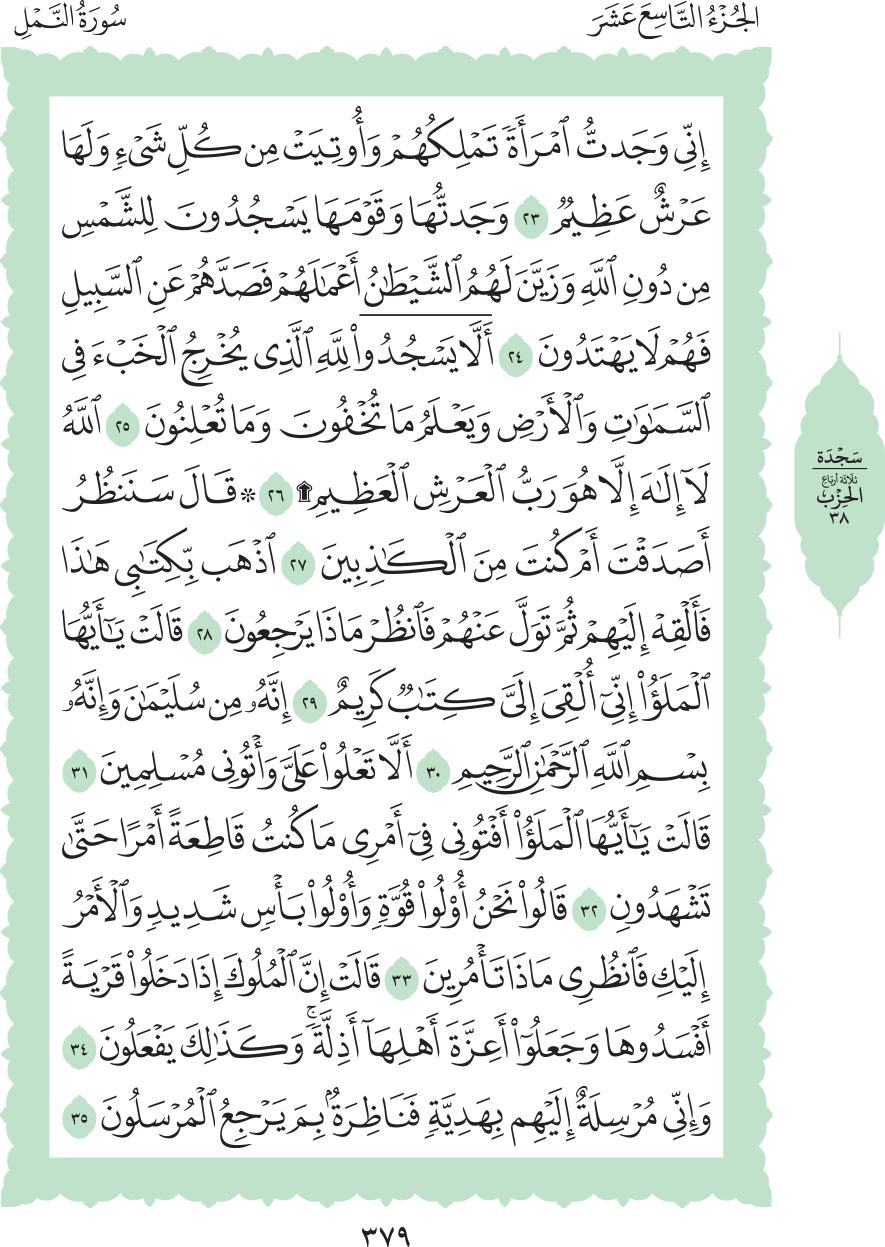 الجُزْءُ التَّاسِعَ عَشَرَ
سُورَةُ النَّمْلِ
إِنِّي وَجَدتُّ ٱمْرَأَةً تَمْلِكُهُمْ وَأُوتِيَتْ مِن كُلِّ شَيْءٍ وَلَهَا
عَرْشٌ عَظِيمٌ ٢٣ وَجَدتُّهَا وَقَوْمَهَا يَسْجُدُونَ لِلشَّمْسِ
مِن دُونِ ٱللَّهِ وَزَيَّنَ لَهُمُ ٱلشَّيْطَٰنُ أَعْمَٰلَهُمْ فَصَدَّهُمْ عَنِ ٱلسَّبِيلِ
فَهُمْ لَا يَهْتَدُونَ ٢٤ أَلَّا يَسْجُدُوا۟ لِلَّهِ ٱلَّذِى يُخْرِجُ ٱلْخَبْءَ فِى
ٱلسَّمَٰوَٰتِ وَٱلْأَرْضِ وَيَعْلَمُ مَا تُخْفُونَ وَمَا تُعْلِنُونَ ٢٥ ٱللَّهُ
لَآ إِلَٰهَ إِلَّا هُوَ رَبُّ ٱلْعَرْشِ ٱلْعَظِيمِ ۩ ٢٦ * قَالَ سَنَنظُرُ
أَصَدَقْتَ أَمْ كُنتَ مِنَ ٱلْكَٰذِبِينَ ٢٧ ٱذْهَب بِّكِتَٰبِى هَٰذَا
فَأَلْقِهْ إِلَيْهِمْ ثُمَّ تَوَلَّ عَنْهُمْ فَٱنظُرْ مَاذَا يَرْجِعُونَ ٢٨ قَالَتْ يَٰٓأَيُّهَا
ٱلْمَلَؤُا۟ إِنِّىٓ أُلْقِىَ إِلَىَّ كِتَٰبٌ كَرِيمٌ ٢٩ إِنَّهُۥ مِن سُلَيْمَٰنَ وَإِنَّهُۥ
بِسْمِ ٱللَّهِ ٱلرَّحْمَٰنِ ٱلرَّحِيمِ ٣٠ أَلَّا تَعْلُوا۟ عَلَىَّ وَأْتُونِى مُسْلِمِينَ ٣١
قَالَتْ يَٰٓأَيُّهَا ٱلْمَلَؤُا۟ أَفْتُونِى فِىٓ أَمْرِى مَا كُنتُ قَاطِعَةً أَمْرًا حَتَّىٰ
تَشْهَدُونِ ٣٢ قَالُوا۟ نَحْنُ أُو۟لُوا۟ قُوَّةٍ وَأُو۟لُوا۟ بَأْسٍ شَدِيدٍ وَٱلْأَمْرُ
إِلَيْكِ فَٱنظُرِى مَاذَا تَأْمُرِينَ ٣٣ قَالَتْ إِنَّ ٱلْمُلُوكَ إِذَا دَخَلُوا۟ قَرْيَةً
أَفْسَدُوهَا وَجَعَلُوٓا۟ أَعِزَّةَ أَهْلِهَآ أَذِلَّةً ۚ وَكَذَٰلِكَ يَفْعَلُونَ ٣٤
وَإِنِّى مُرْسِلَةٌ إِلَيْهِم بِهَدِيَّةٍ فَنَاظِرَةٌۢ بِمَ يَرْجِعُ ٱلْمُرْسَلُونَ ٣٥
سَجْدَة
ثلاثة أرباع
الحِزْب
٣٨
٣٧٩